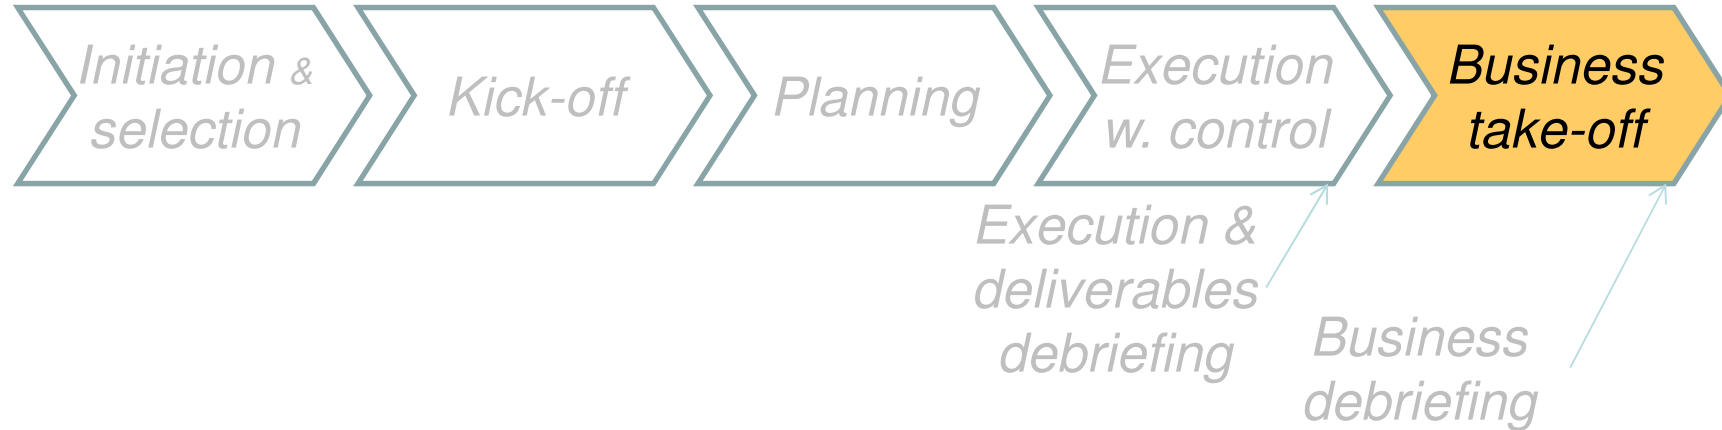 Initiation &
selection
Kick-off
Planning
Execution
w. control
Business
take-off
Execution &
deliverables
debriefing
Business
debriefing